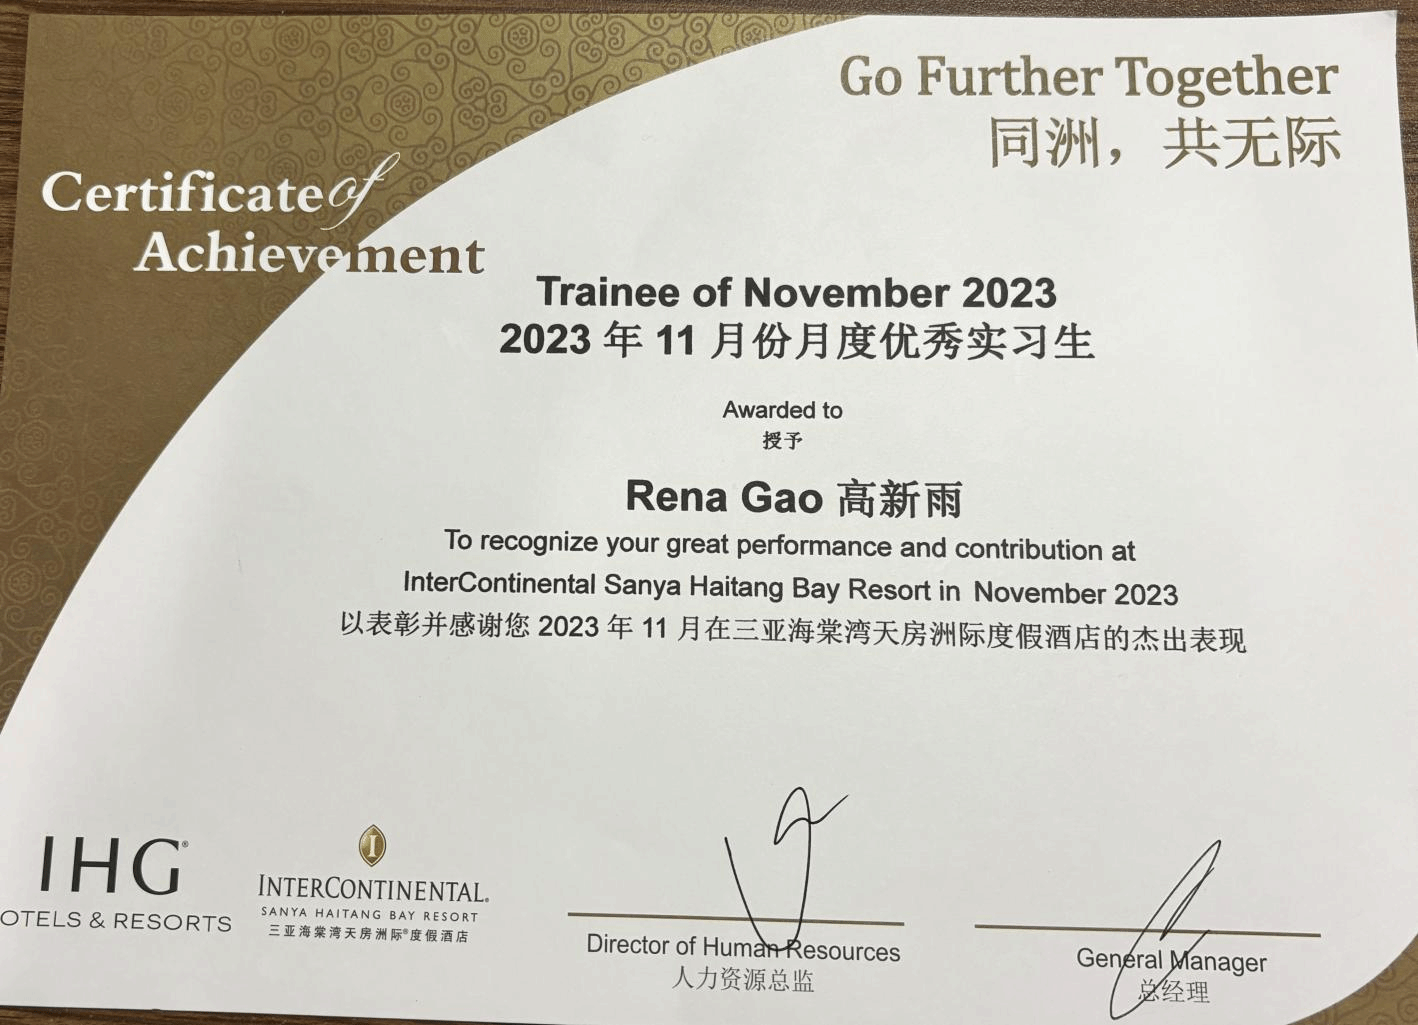 Go Further Together
同洲，共无际
Certificate of
Achievement
Trainee of November 2023
2023 年 11 月份月度优秀实习生
Awarded to
授予
Rena Gao 高新雨
To recognize your great performance and contribution at
InterContinental Sanya Haitang Bay Resort in November 2023
以表彰并感谢您 2023 年 11 月在三亚海棠湾天房洲际度假酒店的杰出表现
IHG®
OTELS & RESORTS
I
INTERCONTINENTAL®
SANYA HAITANG BAY RESORT
三亚海棠湾天房洲际®度假酒店
Director of Human Resources
人力资源总监
General Manager
总经理